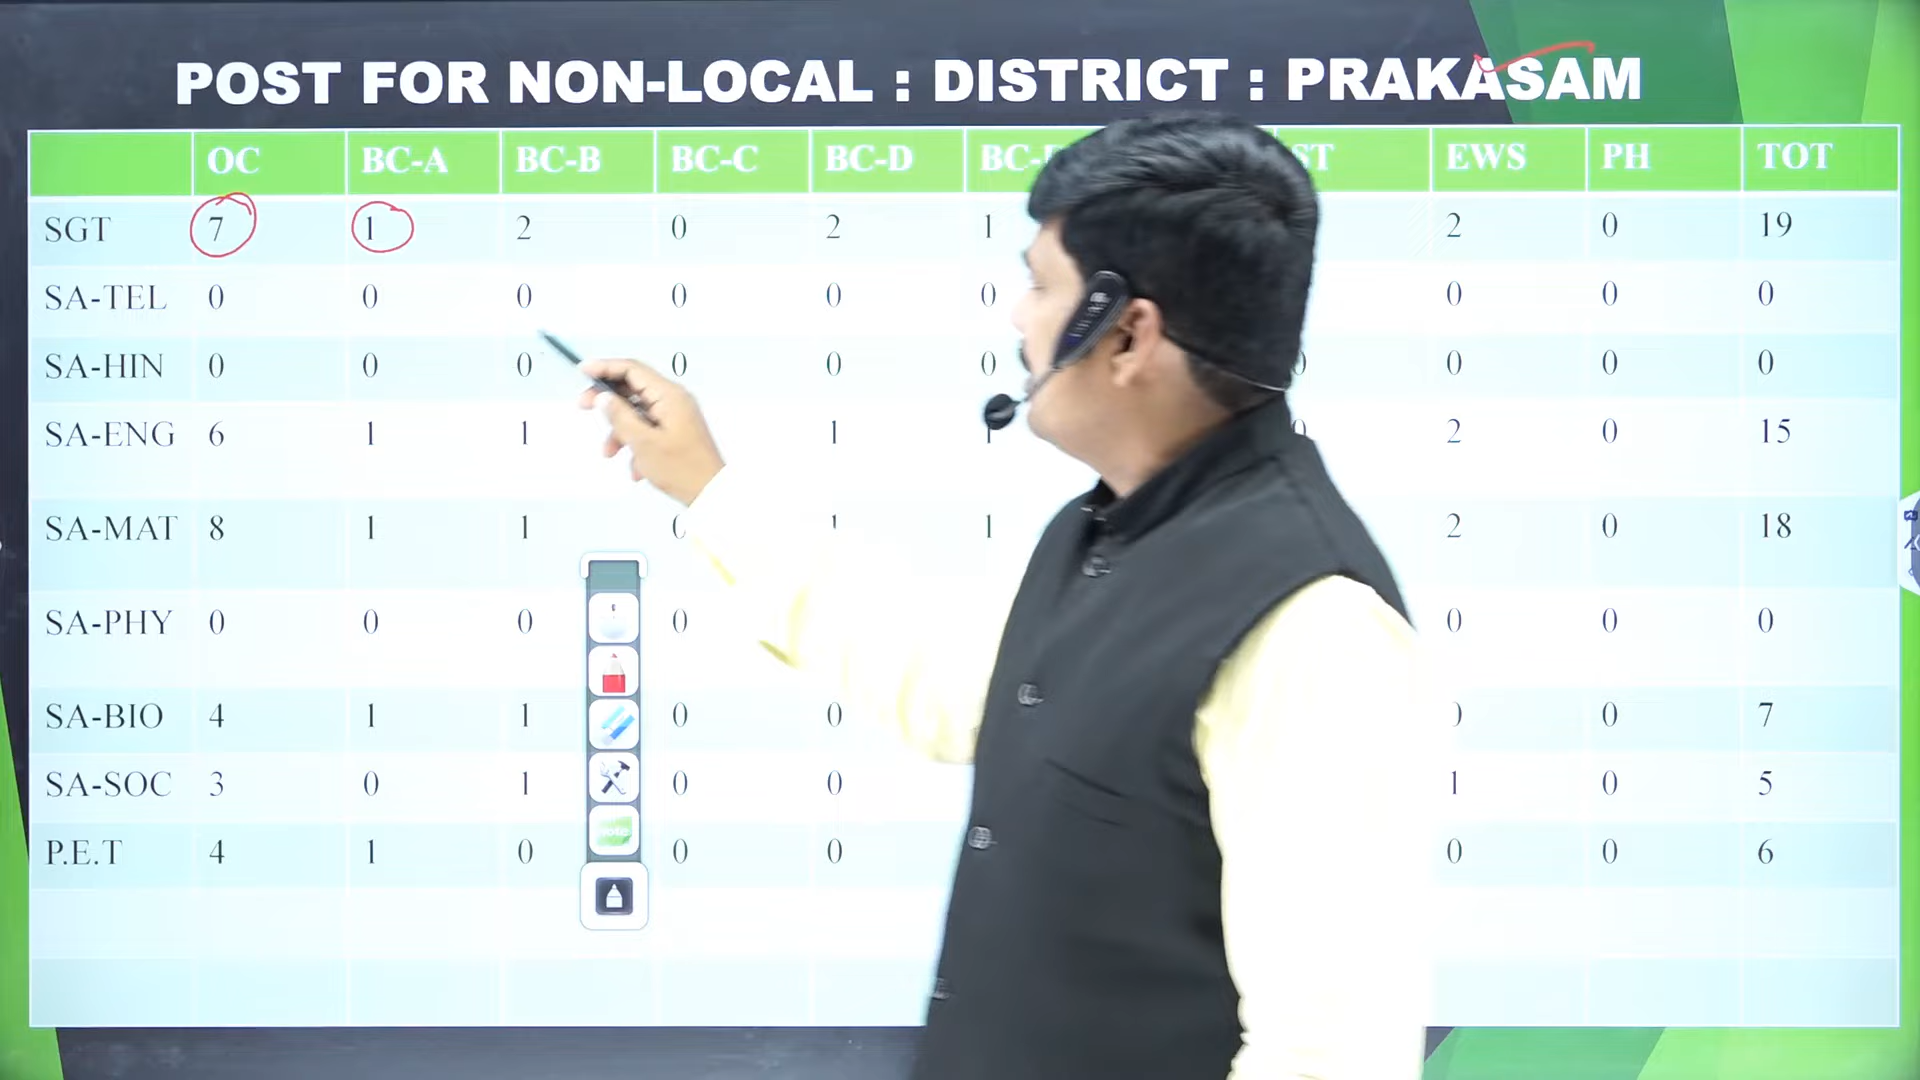 POST FOR NON-LOCAL : DISTRICT : PRAKASAM
OC BC-A BC-B BC-C BC-D ST EWS PH TOT
SGT 7 1 2 0 2 1 2 0 19
SA-TEL 0 0 0 0 0 0 0 0 0
SA-HIN 0 0 0 0 0 0 0 0 0 0
SA-ENG 6 1 1 1 1 0 2 0 15
SA-MAT 8 1 1 0 1 1 2 0 18
SA-PHY 0 0 0 0 0 0 0
SA-BIO 4 1 1 0 0 0 0 7
SA-SOC 3 0 1 0 0 1 0 5
P.E.T 4 1 0 0 0 0 0 6
note